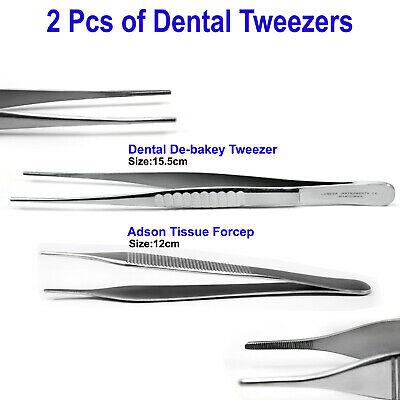 2 Pcs of Dental Tweezers
Dental De-bakey Tweezer
Size:15.5cm
Adson Tissue Forcep
Size:12cm